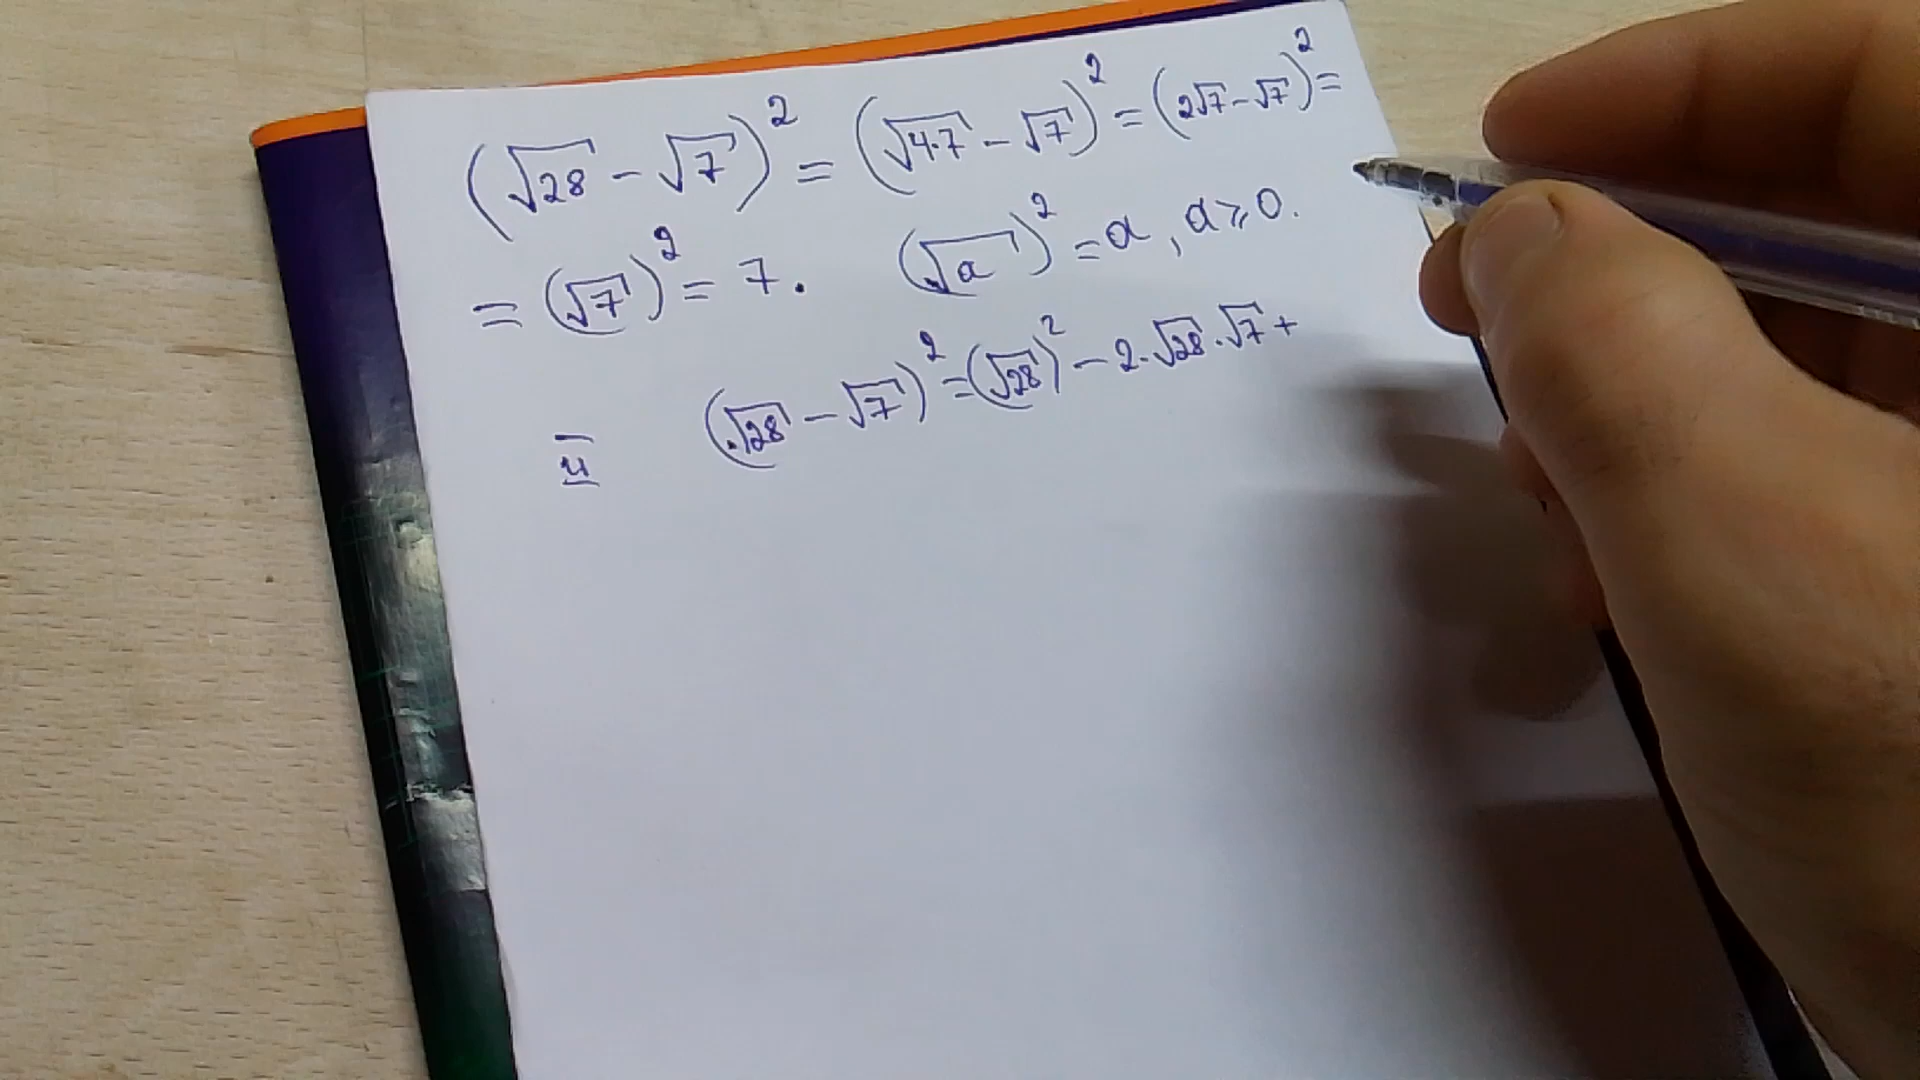 (√28 - √7)² = (√4·7 - √7)² = (2√7 - √7)² =
= (√7)² = 7. (√a)² = a, a ⩾ 0.
(√28 - √7)² = (√28)² - 2·√28·√7 +